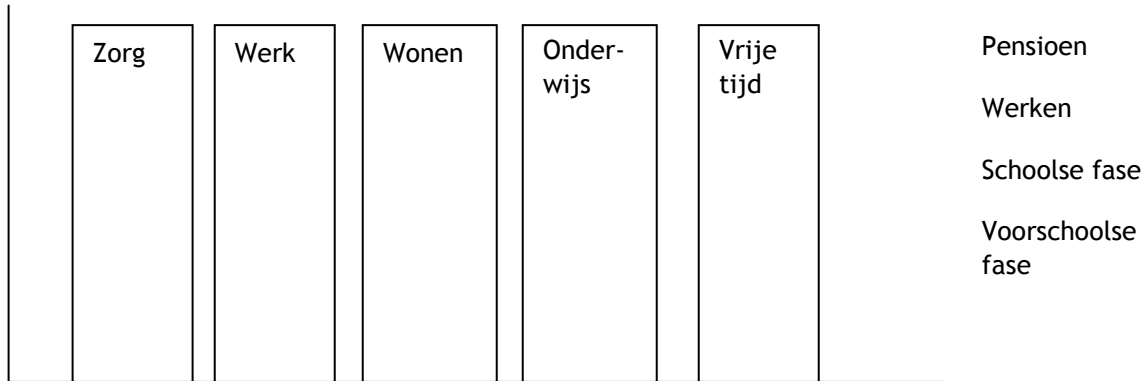 Zorg
Werk
Wonen
Onder-
wijs
Vrije
tijd
Pensioen
Werken
Schoolse fase
Voorschoolse
fase